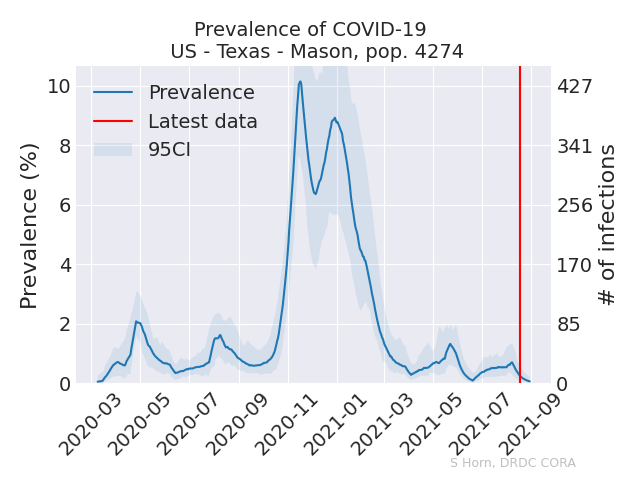 Prevalence of COVID-19
US - Texas - Mason, pop. 4274
Prevalence (%)
10
8
6
4
2
0
Prevalence
Latest data
95CI
427
341
256
170
85
0
# of infections
2020-03
2020-05
2020-07
2020-09
2020-11
2021-01
2021-03
2021-05
2021-07
2021-09
S Horn, DRDC CORA